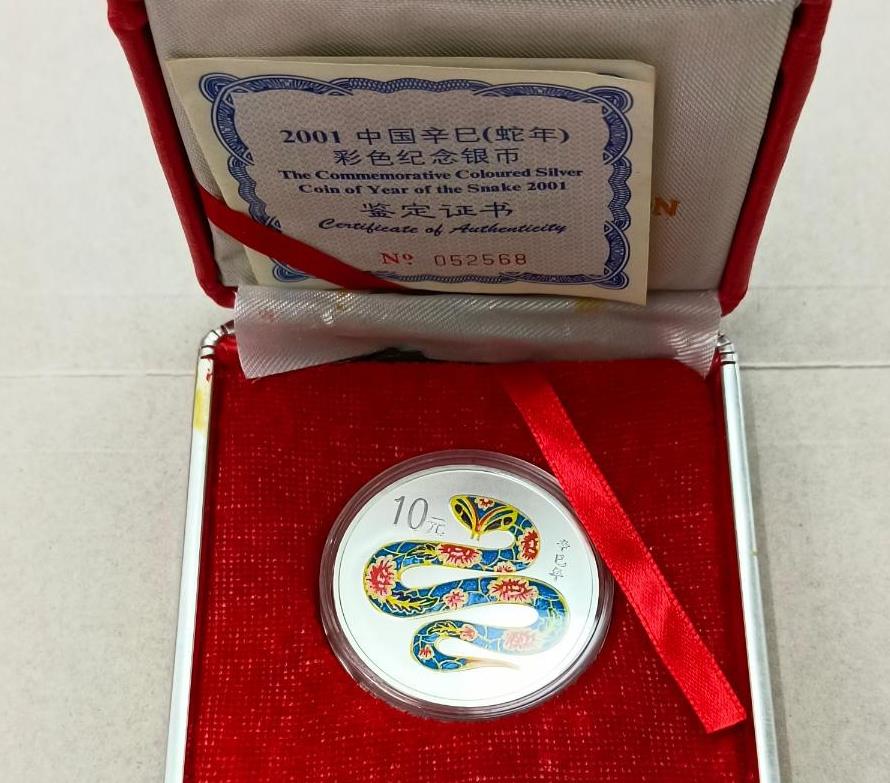 2001 中国辛巳(蛇年)
彩色纪念银币
The Commemorative Coloured Silver
Coin of Year of the Snake 2001
鉴定证书
Certificate of Authenticity
Nº 052568
N
10元
辛巳年